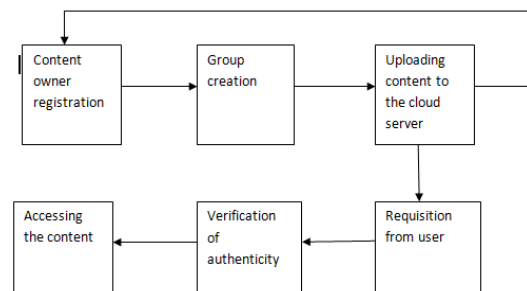 Content
owner
registration
Group
creation
Uploading
content to
the cloud
server
Accessing
the content
Verification
of
authenticity
Requisition
from user